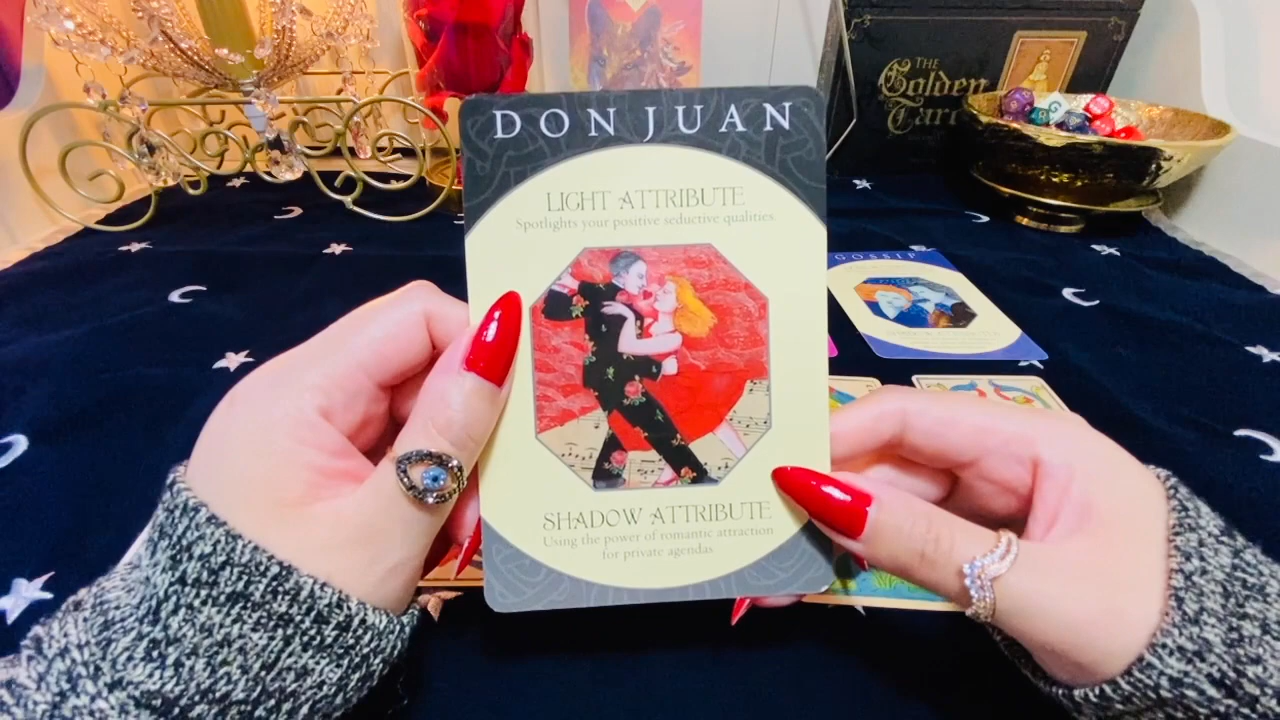 DON JUAN
LIGHT ATTRIBUTE
Spotlights your positive seductive qualities.
SHADOW ATTRIBUTE
Using the power of romantic attraction
for private agendas
THE
Golden
Taro
GOSSIP